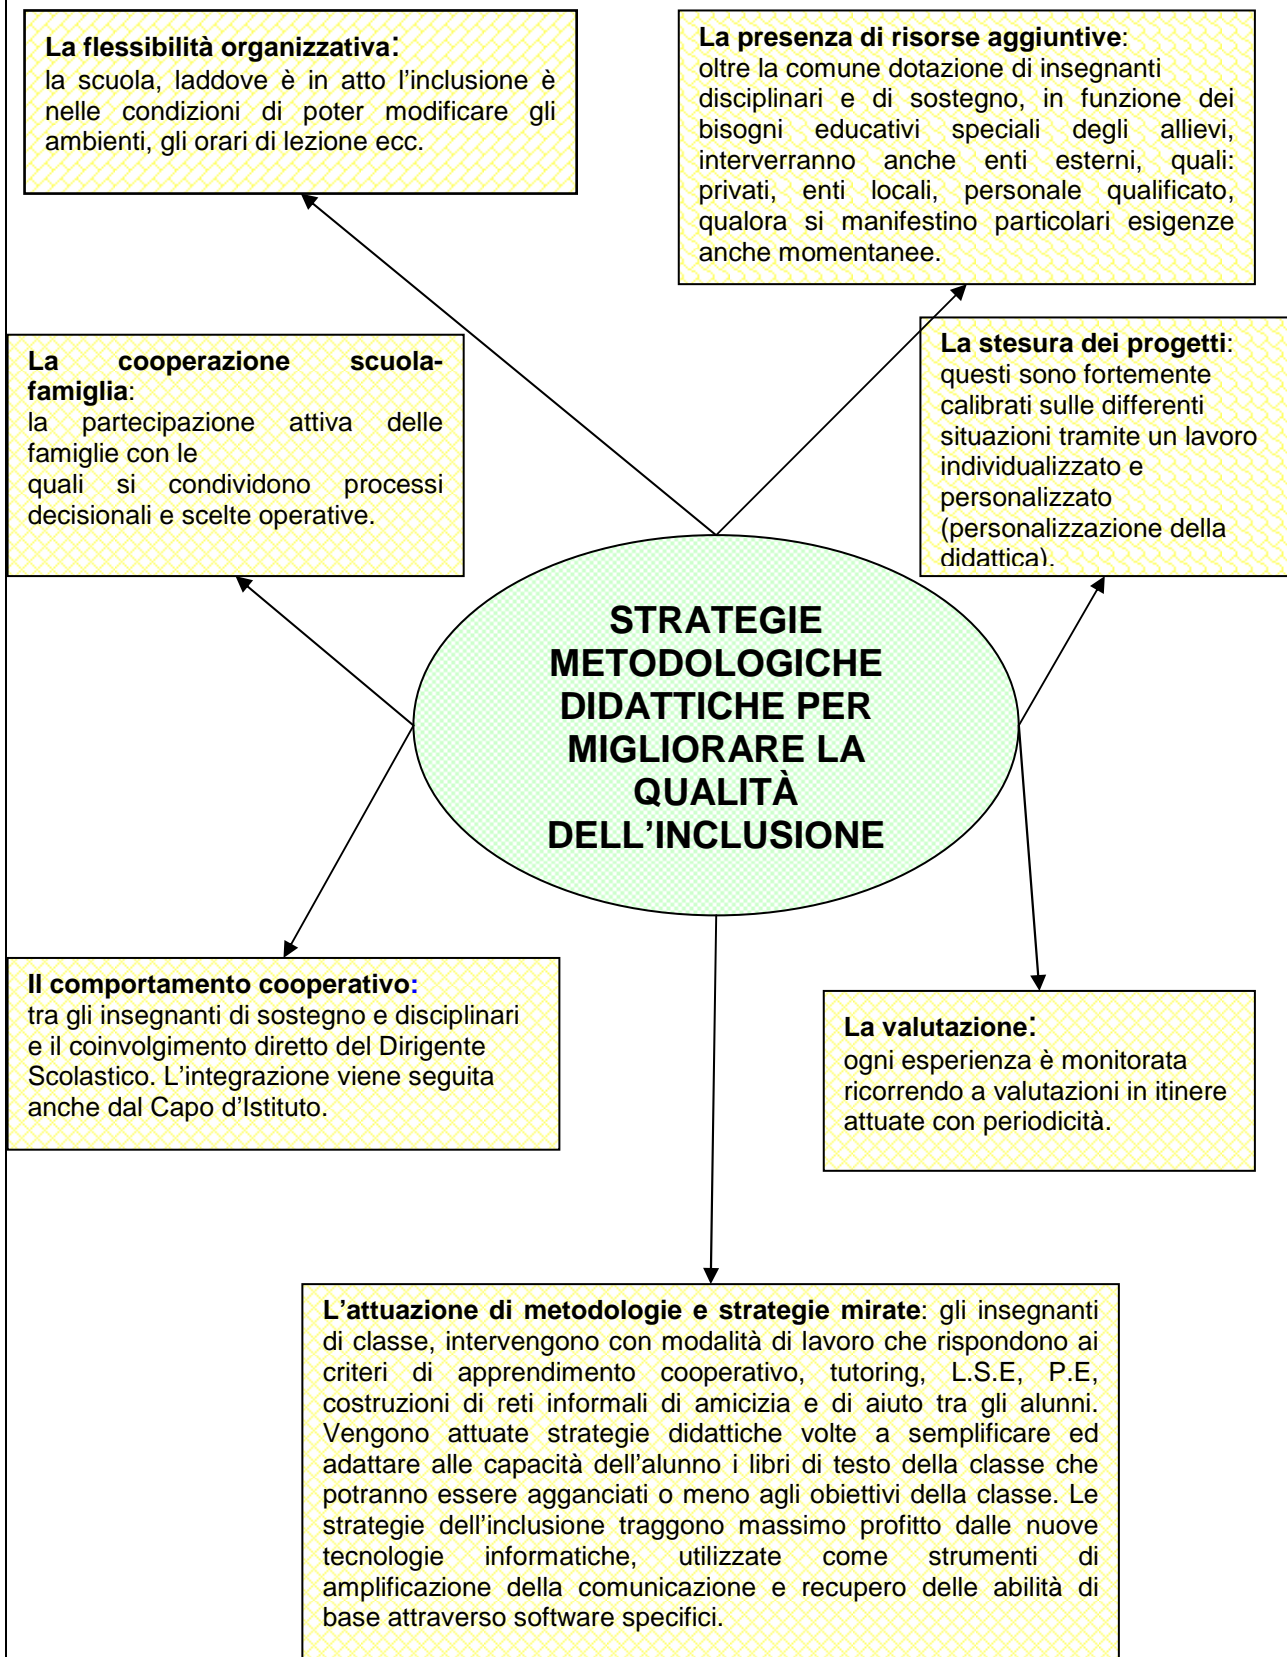 La flessibilità organizzativa:
la scuola, laddove è in atto l’inclusione è
nelle condizioni di poter modificare gli
ambienti, gli orari di lezione ecc.
La presenza di risorse aggiuntive:
oltre la comune dotazione di insegnanti
disciplinari e di sostegno, in funzione dei
bisogni educativi speciali degli allievi,
interverranno anche enti esterni, quali:
privati, enti locali, personale qualificato,
qualora si manifestino particolari esigenze
anche momentanee.
La cooperazione scuola-
famiglia:
la partecipazione attiva delle
famiglie con le
quali si condividono processi
decisionali e scelte operative.
La stesura dei progetti:
questi sono fortemente
calibrati sulle differenti
situazioni tramite un lavoro
individualizzato e
personalizzato
(personalizzazione della
didattica).
STRATEGIE
METODOLOGICHE
DIDATTICHE PER
MIGLIORARE LA
QUALITÀ
DELL’INCLUSIONE
Il comportamento cooperativo:
tra gli insegnanti di sostegno e disciplinari
e il coinvolgimento diretto del Dirigente
Scolastico. L’integrazione viene seguita
anche dal Capo d’Istituto.
La valutazione:
ogni esperienza è monitorata
ricorrendo a valutazioni in itinere
attuate con periodicità.
L’attuazione di metodologie e strategie mirate: gli insegnanti
di classe, intervengono con modalità di lavoro che rispondono ai
criteri di apprendimento cooperativo, tutoring, L.S.E, P.E,
costruzioni di reti informali di amicizia e di aiuto tra gli alunni.
Vengono attuate strategie didattiche volte a semplificare ed
adattare alle capacità dell’alunno i libri di testo della classe che
potranno essere agganciati o meno agli obiettivi della classe. Le
strategie dell’inclusione traggono massimo profitto dalle nuove
tecnologie informatiche, utilizzate come strumenti di
amplificazione della comunicazione e recupero delle abilità di
base attraverso software specifici.